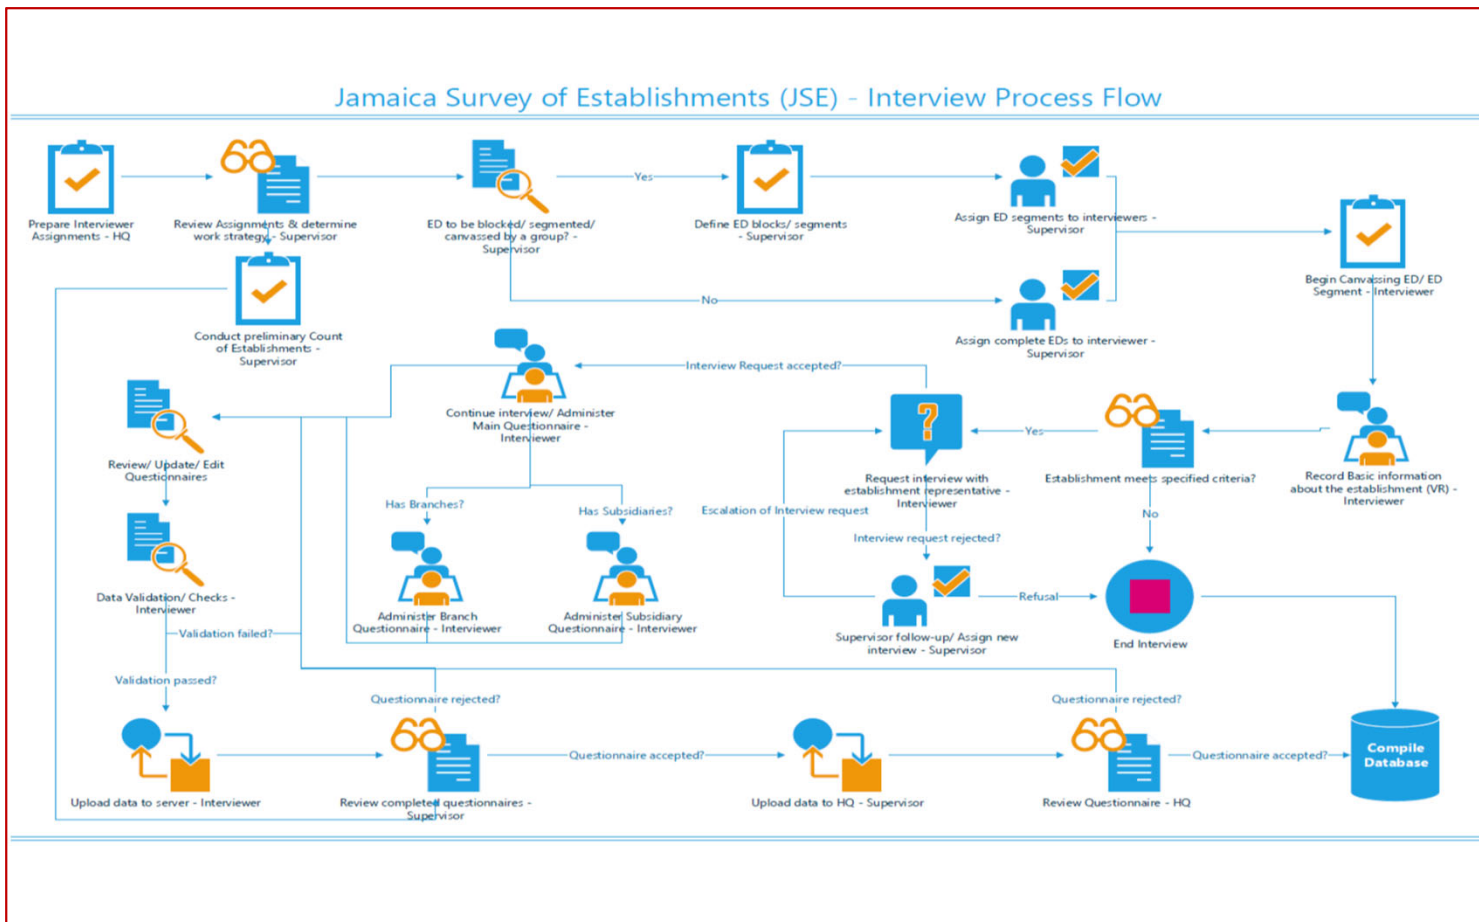 Jamaica Survey of Establishments (JSE) - Interview Process Flow
Prepare Interviewer
Assignments - HQ
Review Assignments & determine
work strategy - Supervisor
ED to be blocked/ segmented/
canvassed by a group? -
Supervisor
Yes
Define ED blocks/ segments
- Supervisor
Assign ED segments to interviewers -
Supervisor
Begin Canvassing ED/ ED
Segment - Interviewer
No
Assign complete EDs to interviewer -
Supervisor
Conduct preliminary Count
of Establishments -
Supervisor
Interview Request accepted?
Continue interview/ Administer
Main Questionnaire -
Interviewer
?
Request interview with
establishment representative -
Interviewer
Yes
Establishment meets specified criteria?
Record Basic information
about the establishment (VR) -
Interviewer
Review/ Update/ Edit
Questionnaires
Has Branches?
Has Subsidiaries?
Escalation of Interview request
No
Interview request rejected?
Data Validation/ Checks -
Interviewer
Administer Branch
Questionnaire - Interviewer
Administer Subsidiary
Questionnaire - Interviewer
Supervisor follow-up/ Assign new
interview - Supervisor
Refusal
End Interview
Validation failed?
Validation passed?
Questionnaire rejected?
Questionnaire rejected?
Upload data to server - Interviewer
Review completed questionnaires -
Supervisor
Questionnaire accepted?
Upload data to HQ - Supervisor
Review Questionnaire - HQ
Questionnaire accepted?
Compile
Database